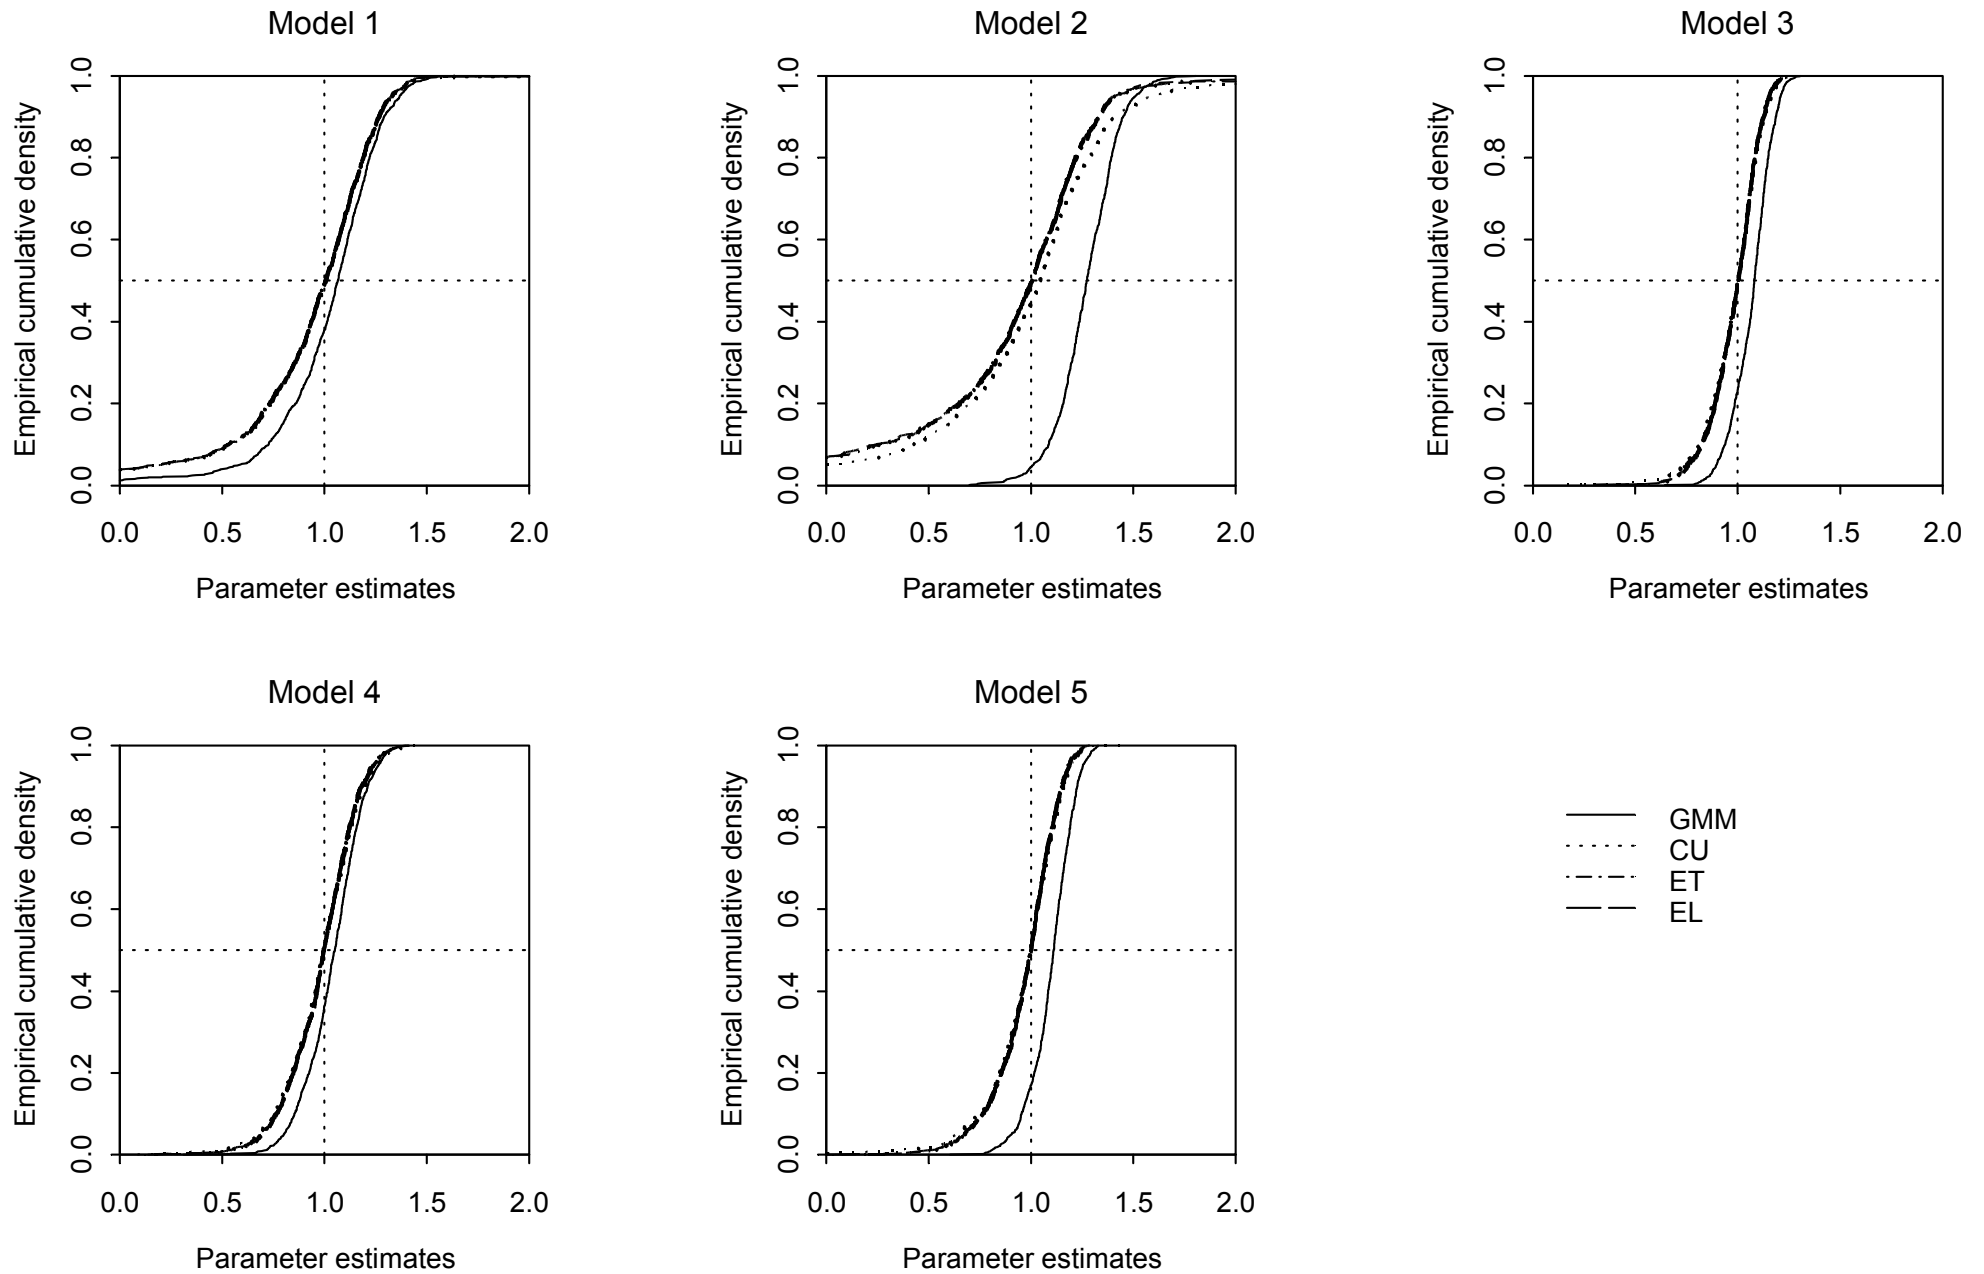 Model 1
Empirical cumulative density
0.0 0.2 0.4 0.6 0.8 1.0
0.0 0.5 1.0 1.5 2.0
Parameter estimates
Model 2
Empirical cumulative density
0.0 0.2 0.4 0.6 0.8 1.0
0.0 0.5 1.0 1.5 2.0
Parameter estimates
Model 3
Empirical cumulative density
0.0 0.2 0.4 0.6 0.8 1.0
0.0 0.5 1.0 1.5 2.0
Parameter estimates
Model 4
Empirical cumulative density
0.0 0.2 0.4 0.6 0.8 1.0
0.0 0.5 1.0 1.5 2.0
Parameter estimates
Model 5
Empirical cumulative density
0.0 0.2 0.4 0.6 0.8 1.0
0.0 0.5 1.0 1.5 2.0
Parameter estimates
GMM
CU
ET
EL